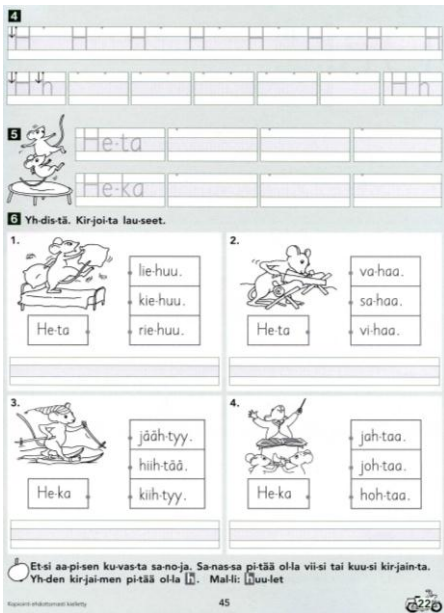 4
H H H H H H H H
H h H h
5
He-ta
He-ka
6 Yh-dis-tä. Kir-joi-ta lau-seet.
1.
lie-huu.
kie-huu.
rie-huu.
He-ta
2.
va-haa.
sa-haa.
vi-haa.
He-ta
3.
jääh-tyy.
hiih-tää.
kiih-tyy.
He-ka
4.
jah-taa.
joh-taa.
hoh-taa.
He-ka
Et-si aa-pi-sen ku-vas-ta sa-no-ja. Sa-nas-sa pi-tää ol-la vii-si tai kuu-si kir-jain-ta.
Yh-den kir-jai-men pi-tää ol-la h. Mal-li: huu-let
Kopiointi ehdottomasti kielletty
45
22